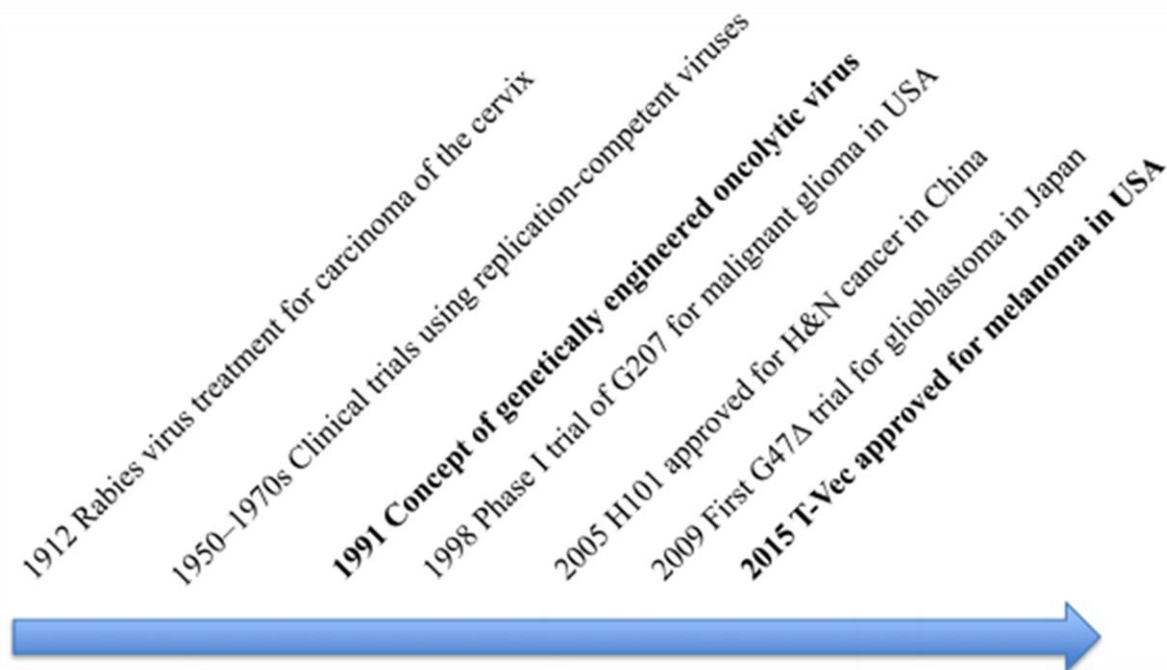 1912 Rabies virus treatment for carcinoma of the cervix
1950–1970s Clinical trials using replication-competent viruses
1991 Concept of genetically engineered oncolytic virus
1998 Phase I trial of G207 for malignant glioma in USA
2005 H101 approved for H&N cancer in China
2009 First G47Δ trial for glioblastoma in Japan
2015 T-Vec approved for melanoma in USA